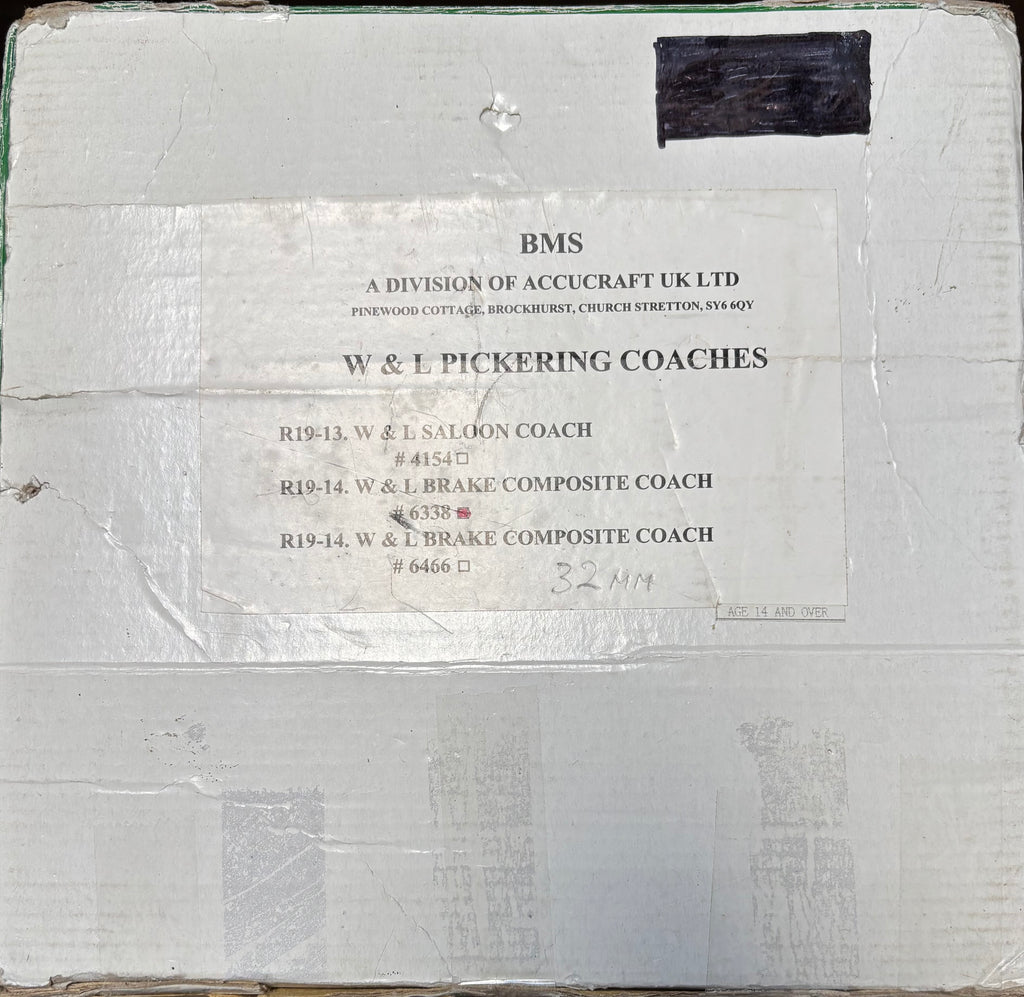 BMS
A DIVISION OF ACCUCRAFT UK LTD
PINEWOOD COTTAGE, BROCKHURST, CHURCH STRETTON, SY6 6QY
W & L PICKERING COACHES
R19-13. W & L SALOON COACH
# 4154 □
R19-14. W & L BRAKE COMPOSITE COACH
# 6338 ■
R19-14. W & L BRAKE COMPOSITE COACH
# 6466 □
32 MM
AGE 14 AND OVER